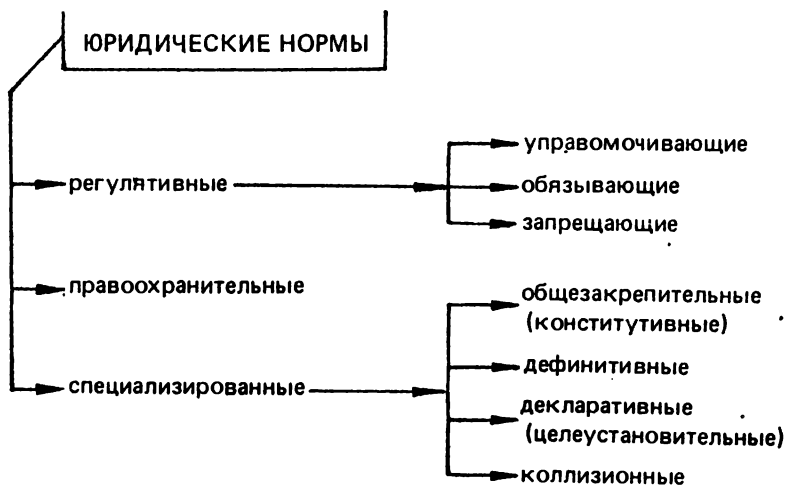 ЮРИДИЧЕСКИЕ НОРМЫ
регулятивные
управомочивающие
обязывающие
запрещающие
правоохранительные
специализированные
общезакрепительные
(конститутивные)
дефинитивные
декларативные
(целеустановительные)
коллизионные